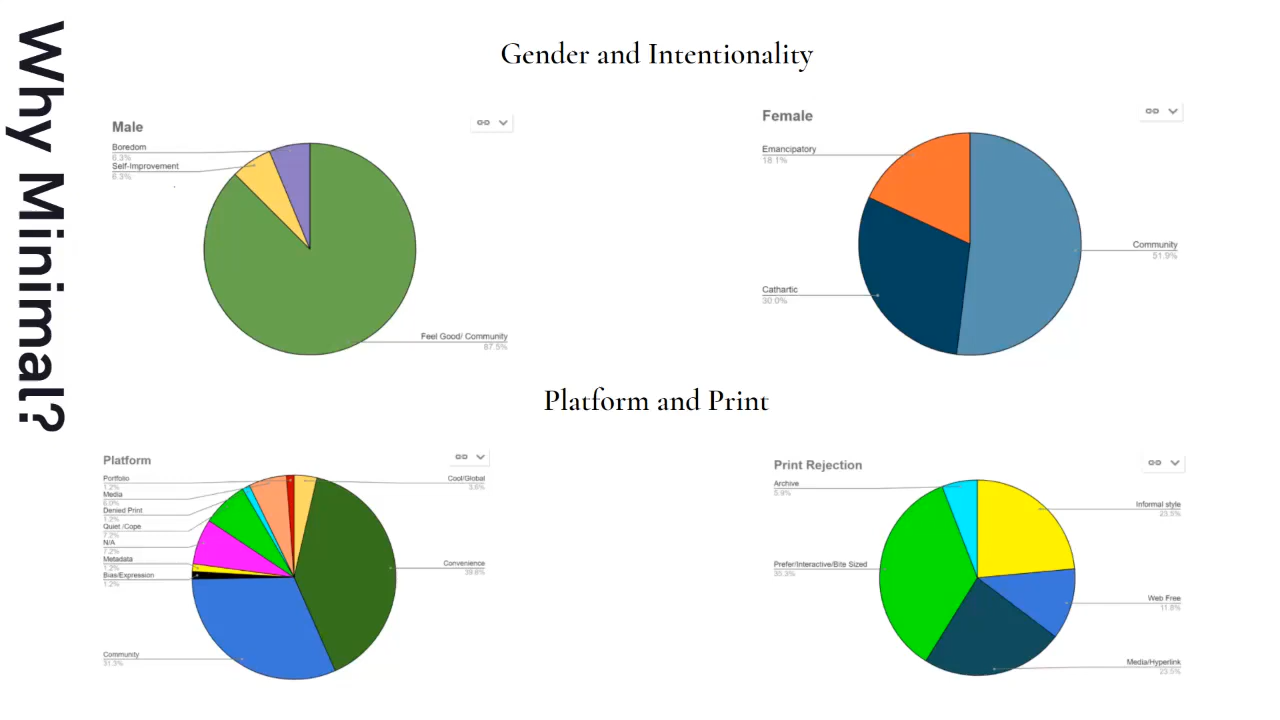 Why Minimal?
Gender and Intentionality
Male
Boredom
6.3%
Self-Improvement
6.3%
Feel Good/ Community
87.5%
Female
Emancipatory
18.1%
Community
51.9%
Cathartic
30.0%
Platform and Print
Platform
Portfolio
1.2%
Media
6.0%
Denied Print
1.2%
Quiet /Cope
7.2%
N/A
7.2%
Metadata
1.2%
Bias/Expression
1.2%
Community
31.3%
Cool/Global
3.6%
Convenience
39.8%
Print Rejection
Archive
5.9%
Prefer/Interactive/Bite Sized
35.3%
Informal style
23.5%
Web Free
11.8%
Media/Hyperlink
23.5%